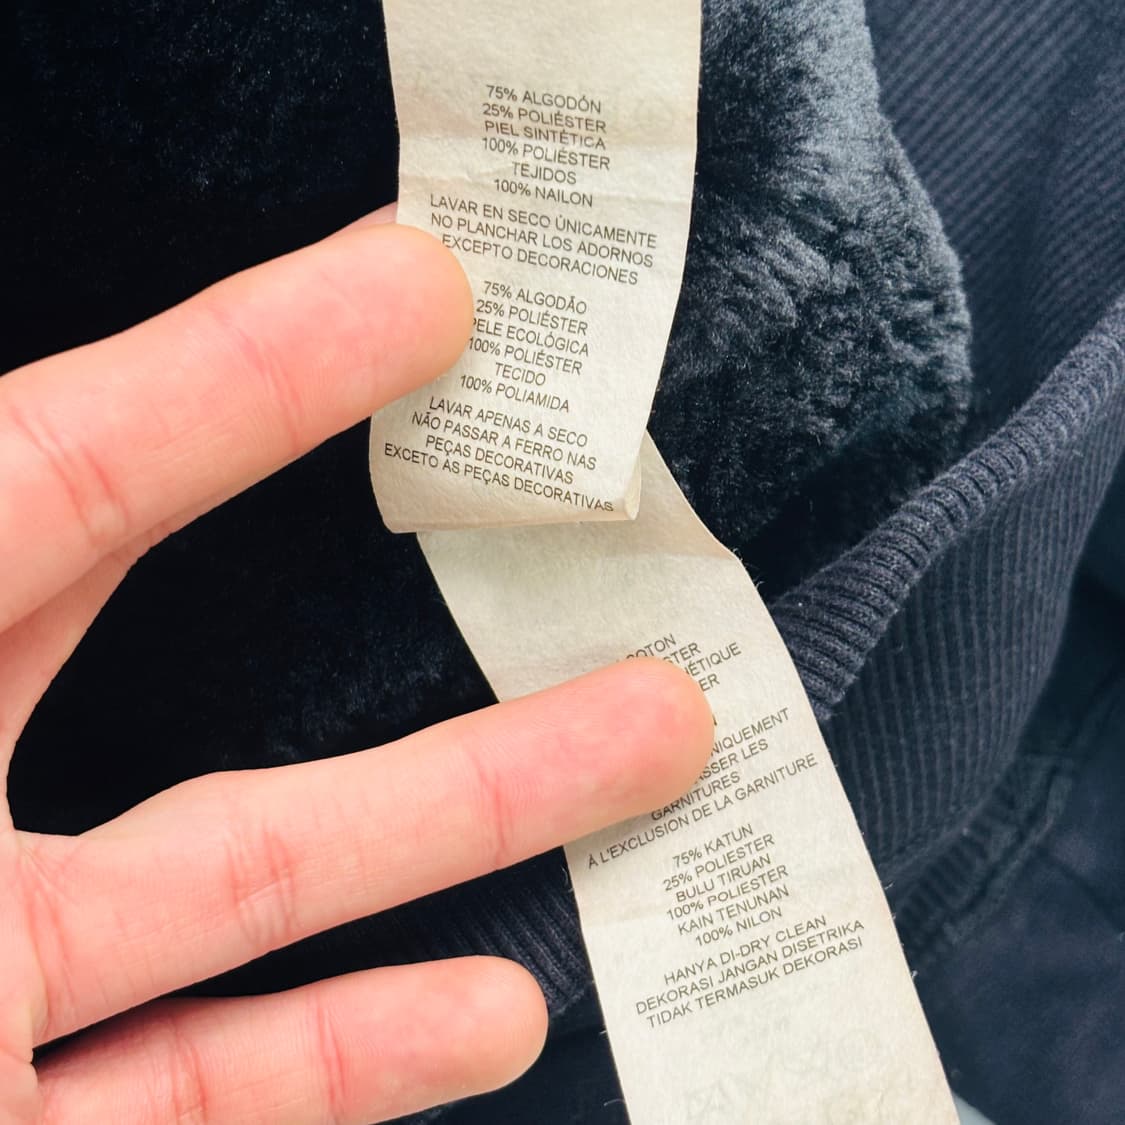 75% ALGODÓN
25% POLIÉSTER
PIEL SINTÉTICA
100% POLIÉSTER
TEJIDOS
100% NAILON
LAVAR EN SECO ÚNICAMENTE
NO PLANCHAR LOS ADORNOS
EXCEPTO DECORACIONES
75% ALGODÃO
25% POLIÉSTER
PELE ECOLÓGICA
100% POLIÉSTER
TECIDO
100% POLIAMIDA
LAVAR APENAS A SECO
NÃO PASSAR A FERRO NAS
PEÇAS DECORATIVAS
EXCETO ÀS PEÇAS DECORATIVAS
LES
GARNITURES
À L'EXCLUSION DE LA GARNITURE
75% KATUN
25% POLIESTER
BULU TIRUAN
100% POLIESTER
KAIN TENUNAN
100% NILON
HANYA DI-DRY CLEAN
DEKORASI JANGAN DISETRIKA
TIDAK TERMASUK DEKORASI